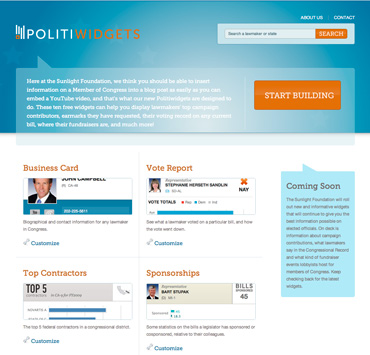 ABOUT US CONTACT
POLITIWIDGETS
Search a lawmaker or state SEARCH
Here at the Sunlight Foundation, we think you should be able to insert
information on a Member of Congress into a blog post as easily as you can
embed a YouTube video, and that's what our new Politiwidgets are designed to
do. These ten free widgets can help you display lawmakers' top campaign
contributors, earmarks they have requested, their voting record on any current
bill, where their fundraisers are, and much more!
START BUILDING
Business Card
JOHN CAMPBELL
Biographical and contact information for any lawmaker
in Congress.
Customize
Vote Report
Representative
STEPHANIE HERSETH SANDLIN
NAY
VOTE TOTALS
See what a lawmaker voted on a particular bill, and how
the vote went down.
Customize
Coming Soon
The Sunlight Foundation will roll
out new and informative widgets
that will continue to give you the
best information possible on
elected officials. On deck is
information about campaign
contributions, what lawmakers
say in the Congressional Record
and what kind of fundraiser
events lobbyists host for
members of Congress. Keep
checking back for the latest
widgets.
Top Contractors
TOP 5
The top 5 federal contractors in a congressional district.
Customize
Sponsorships
Representative
BART STUPAK
BILLS
SPONSORED
45
Sponsored
Some statistics on the bills a legislator has sponsored or
cosponsored, relative to their colleagues.
Customize